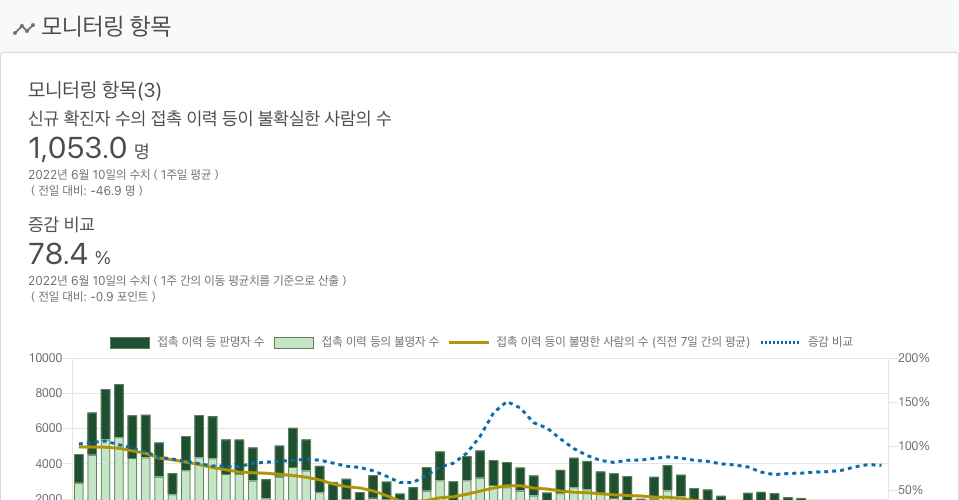 모니터링 항목
모니터링 항목(3)
신규 확진자 수의 접촉 이력 등이 불확실한 사람의 수
1,053.0 명
2022년 6월 10일의 수치 ( 1주일 평균 )
( 전일 대비: -46.9 명 )
증감 비교
78.4 %
2022년 6월 10일의 수치 ( 1주 간의 이동 평균치를 기준으로 산출 )
( 전일 대비: -0.9 포인트 )
접촉 이력 등 판명자 수 접촉 이력 등의 불명자 수 접촉 이력 등이 불명한 사람의 수 (직전 7일 간의 평균) 증감 비교
10000 200%
8000 150%
6000 100%
4000 50%
2000